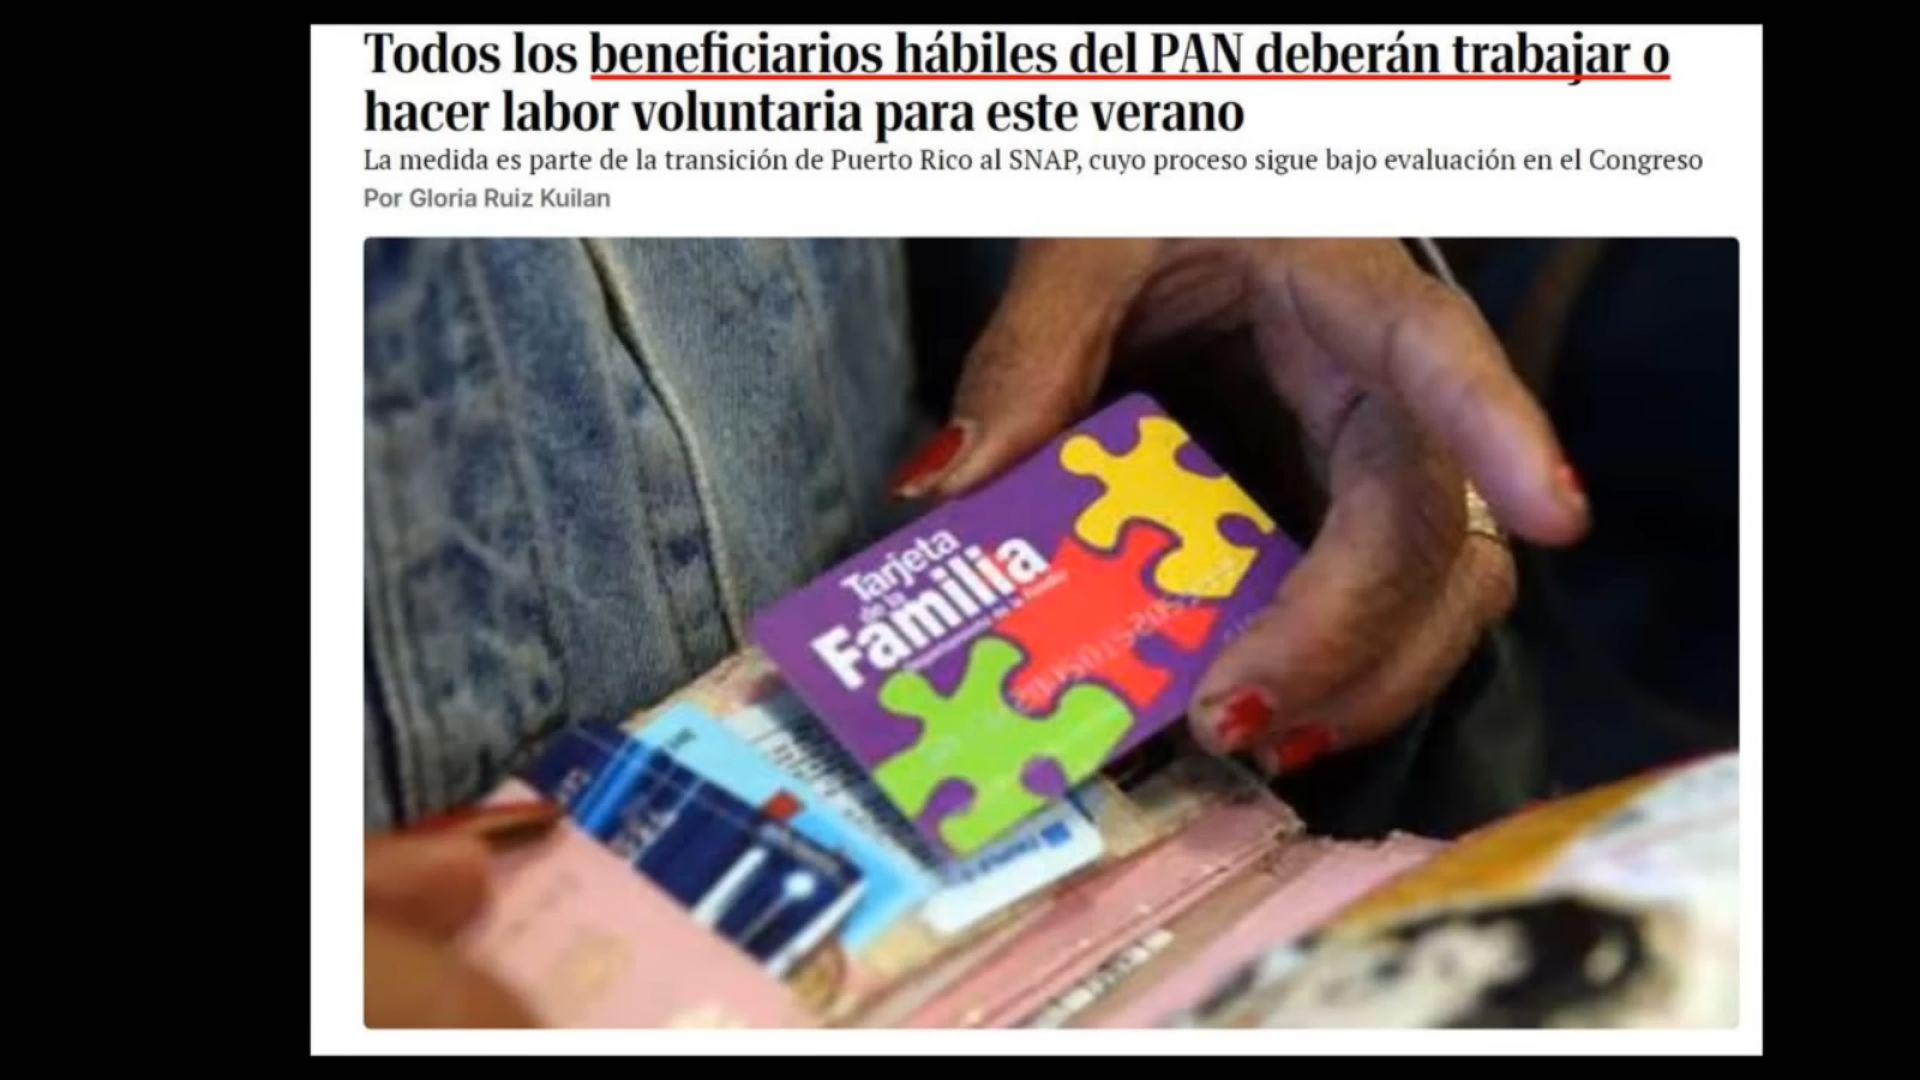 Todos los beneficiarios hábiles del PAN deberán trabajar o
hacer labor voluntaria para este verano
La medida es parte de la transición de Puerto Rico al SNAP, cuyo proceso sigue bajo evaluación en el Congreso
Por Gloria Ruiz Kuilan
Tarjeta
de la
Familia